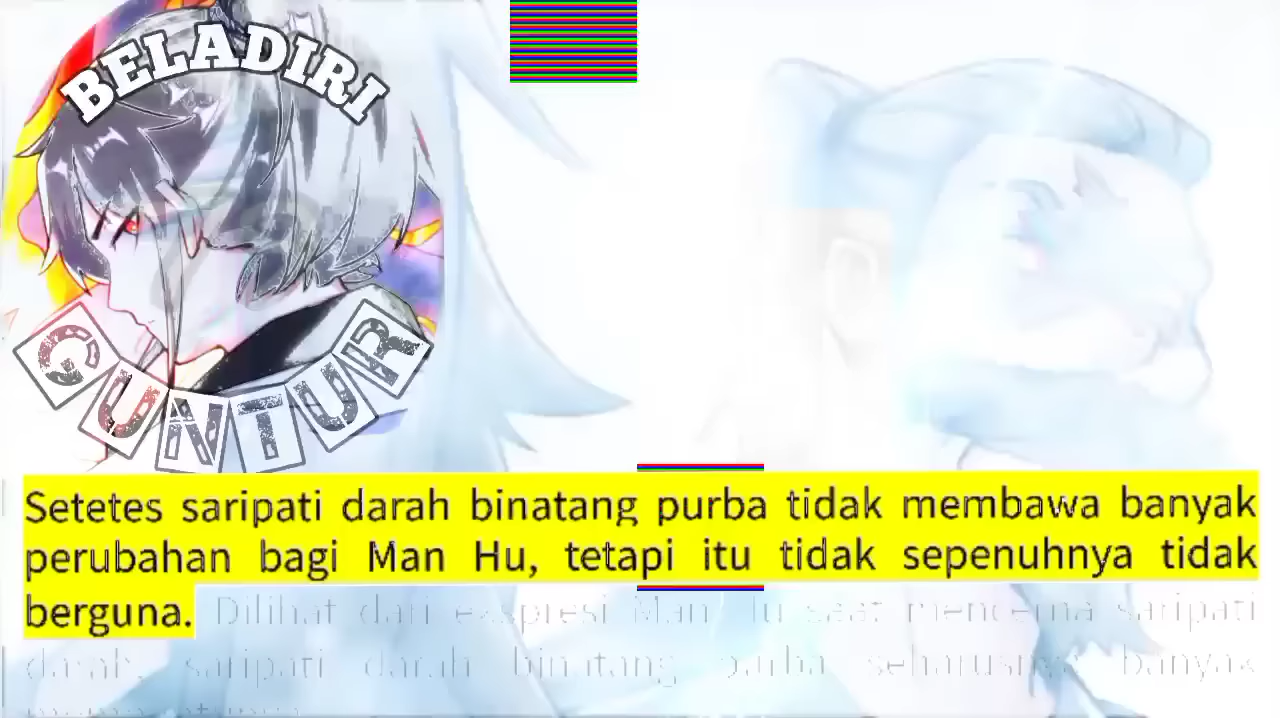 BELADIRI
GUNTUR
Setetes saripati darah binatang purba tidak membawa banyak
perubahan bagi Man Hu, tetapi itu tidak sepenuhnya tidak
berguna. Dilihat dari ekspresi Man Hu saat mencerna saripati
darah, saripati darah binatang purba seharusnya banyak